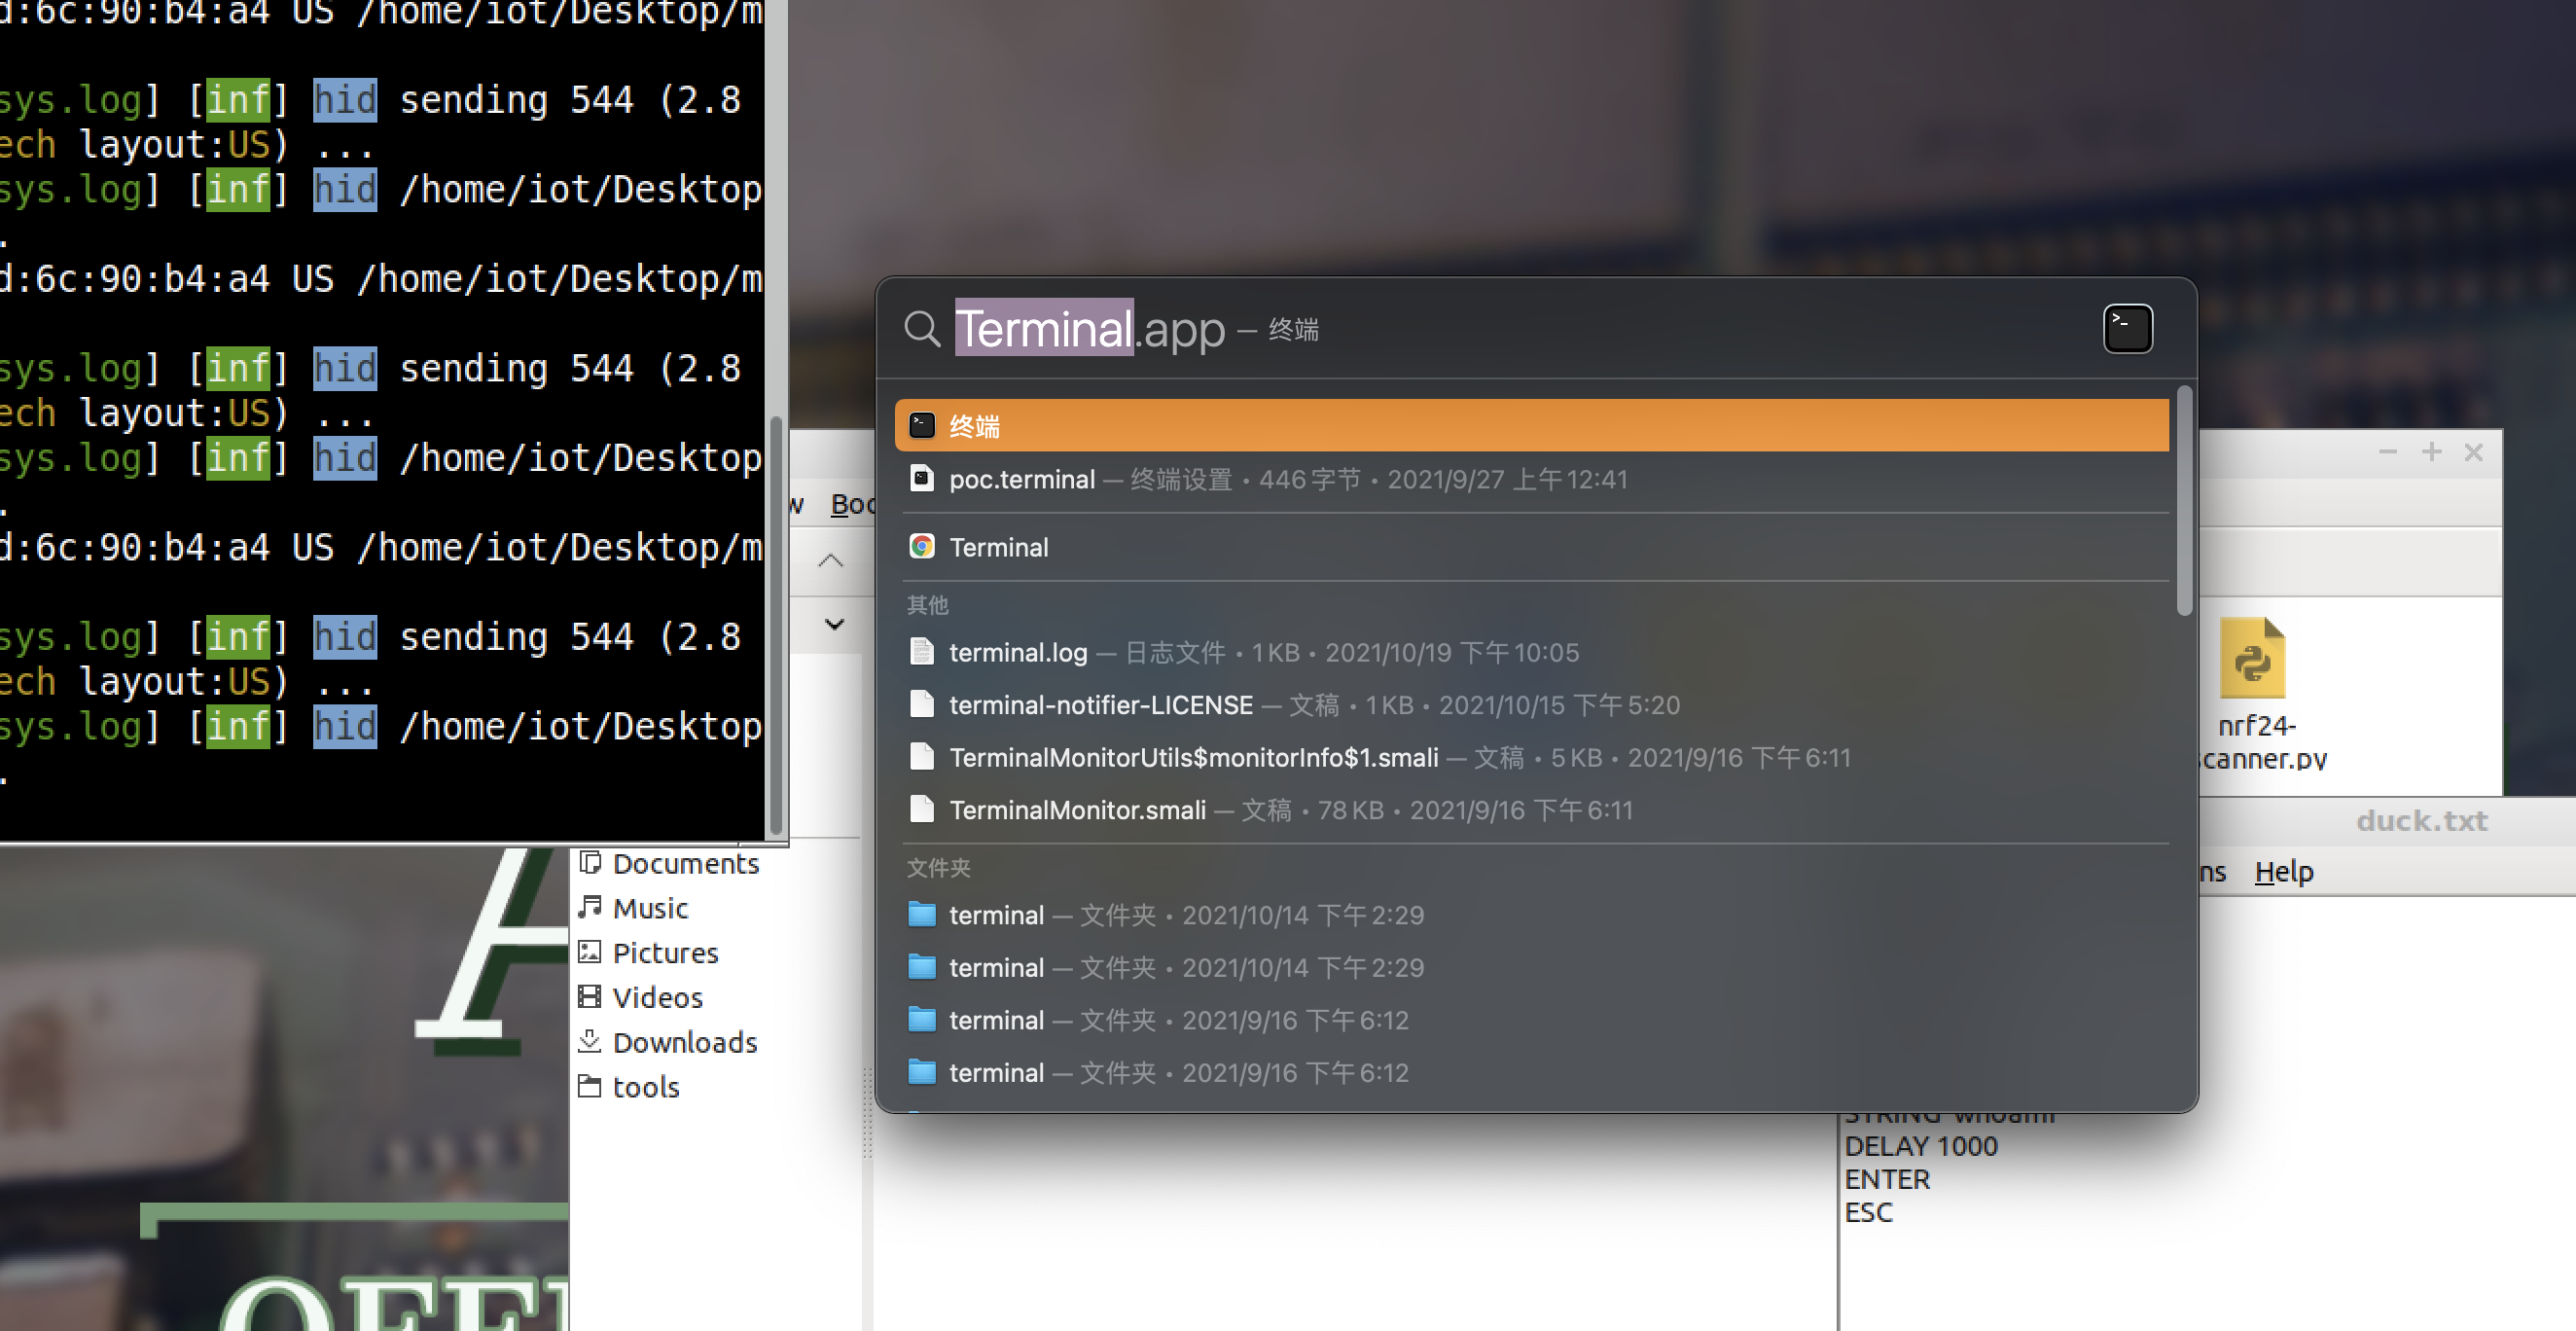 d:6c:90:b4:a4 US /home/iot/Desktop/m
sys.log] [inf] hid sending 544 (2.8
ech layout:US) ...
sys.log] [inf] hid /home/iot/Desktop
.
d:6c:90:b4:a4 US /home/iot/Desktop/m
sys.log] [inf] hid sending 544 (2.8
ech layout:US) ...
sys.log] [inf] hid /home/iot/Desktop
.
d:6c:90:b4:a4 US /home/iot/Desktop/m
sys.log] [inf] hid sending 544 (2.8
ech layout:US) ...
sys.log] [inf] hid /home/iot/Desktop
.
w Boo
Documents
Music
Pictures
Videos
Downloads
tools
A
OFF
Terminal.app — 终端
终端
poc.terminal — 终端设置 • 446 字节 • 2021/9/27 上午 12:41
Terminal
其他
terminal.log — 日志文件 • 1 KB • 2021/10/19 下午 10:05
terminal-notifier-LICENSE — 文稿 • 1 KB • 2021/10/15 下午 5:20
TerminalMonitorUtils$monitorInfo$1.smali — 文稿 • 5 KB • 2021/9/16 下午 6:11
TerminalMonitor.smali — 文稿 • 78 KB • 2021/9/16 下午 6:11
文件夹
terminal — 文件夹 • 2021/10/14 下午 2:29
terminal — 文件夹 • 2021/10/14 下午 2:29
terminal — 文件夹 • 2021/9/16 下午 6:12
terminal — 文件夹 • 2021/9/16 下午 6:12
nrf24-
scanner.py
duck.txt
ns Help
STRING whoami
DELAY 1000
ENTER
ESC